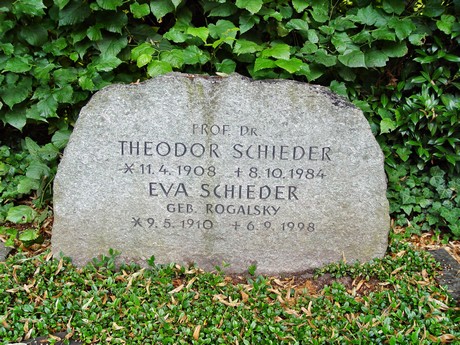 PROF. DR.
THEODOR SCHIEDER
* 11.4.1908 + 8.10.1984
EVA SCHIEDER
GEB. ROGALSKY
* 9.5.1910 + 6.9.1998